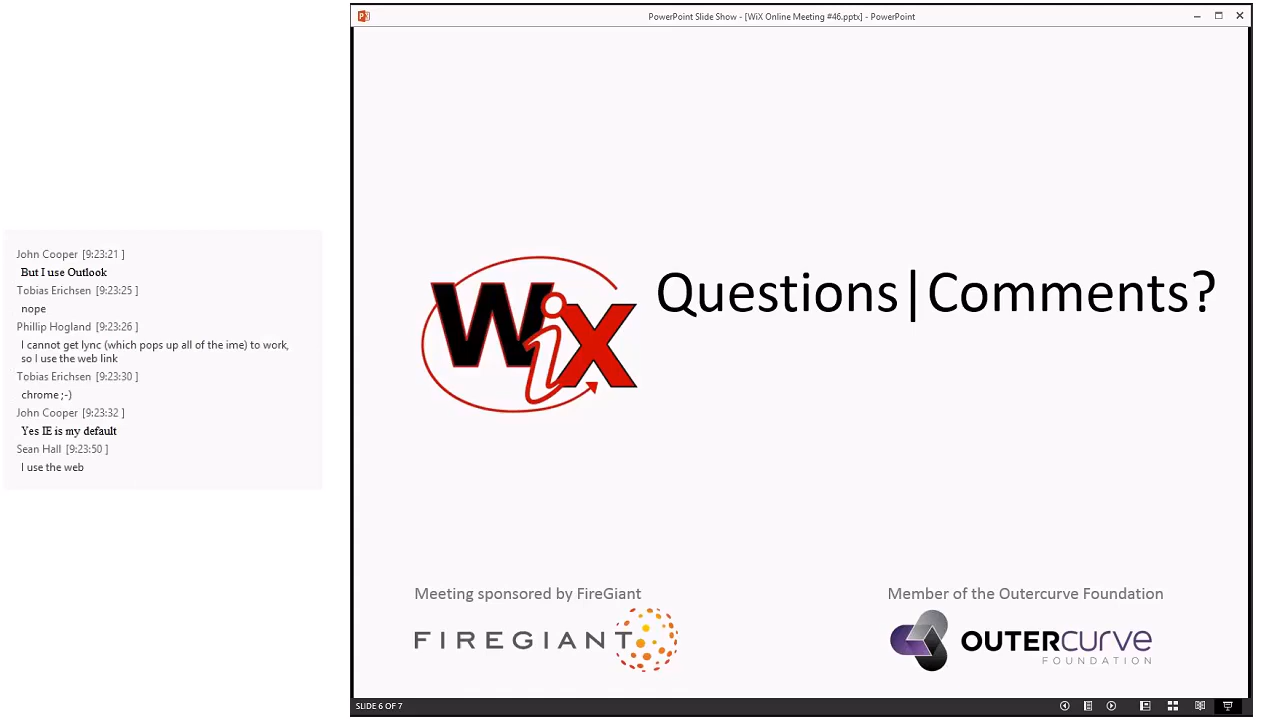 PowerPoint Slide Show - [WiX Online Meeting #46.pptx] - PowerPoint
John Cooper [9:23:21 ]
But I use Outlook
Tobias Erichsen [9:23:25 ]
nope
Phillip Hogland [9:23:26 ]
I cannot get lync (which pops up all of the ime) to work,
so I use the web link
Tobias Erichsen [9:23:30 ]
chrome ;-)
John Cooper [9:23:32 ]
Yes IE is my default
Sean Hall [9:23:50 ]
I use the web
WiX
Questions|Comments?
Meeting sponsored by FireGiant
FIREGIANT
Member of the Outercurve Foundation
OUTERCURVE
FOUNDATION
SLIDE 6 OF 7